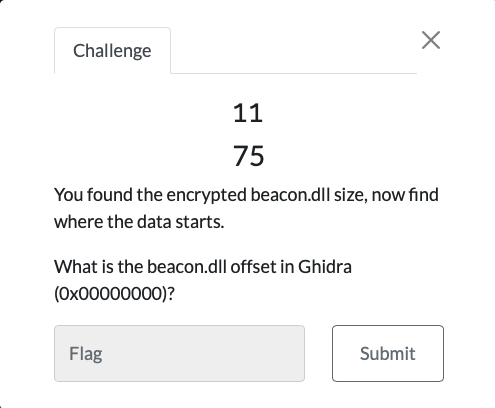 Challenge
11
75
You found the encrypted beacon.dll size, now find
where the data starts.
What is the beacon.dll offset in Ghidra
(0x00000000)?
Flag
Submit